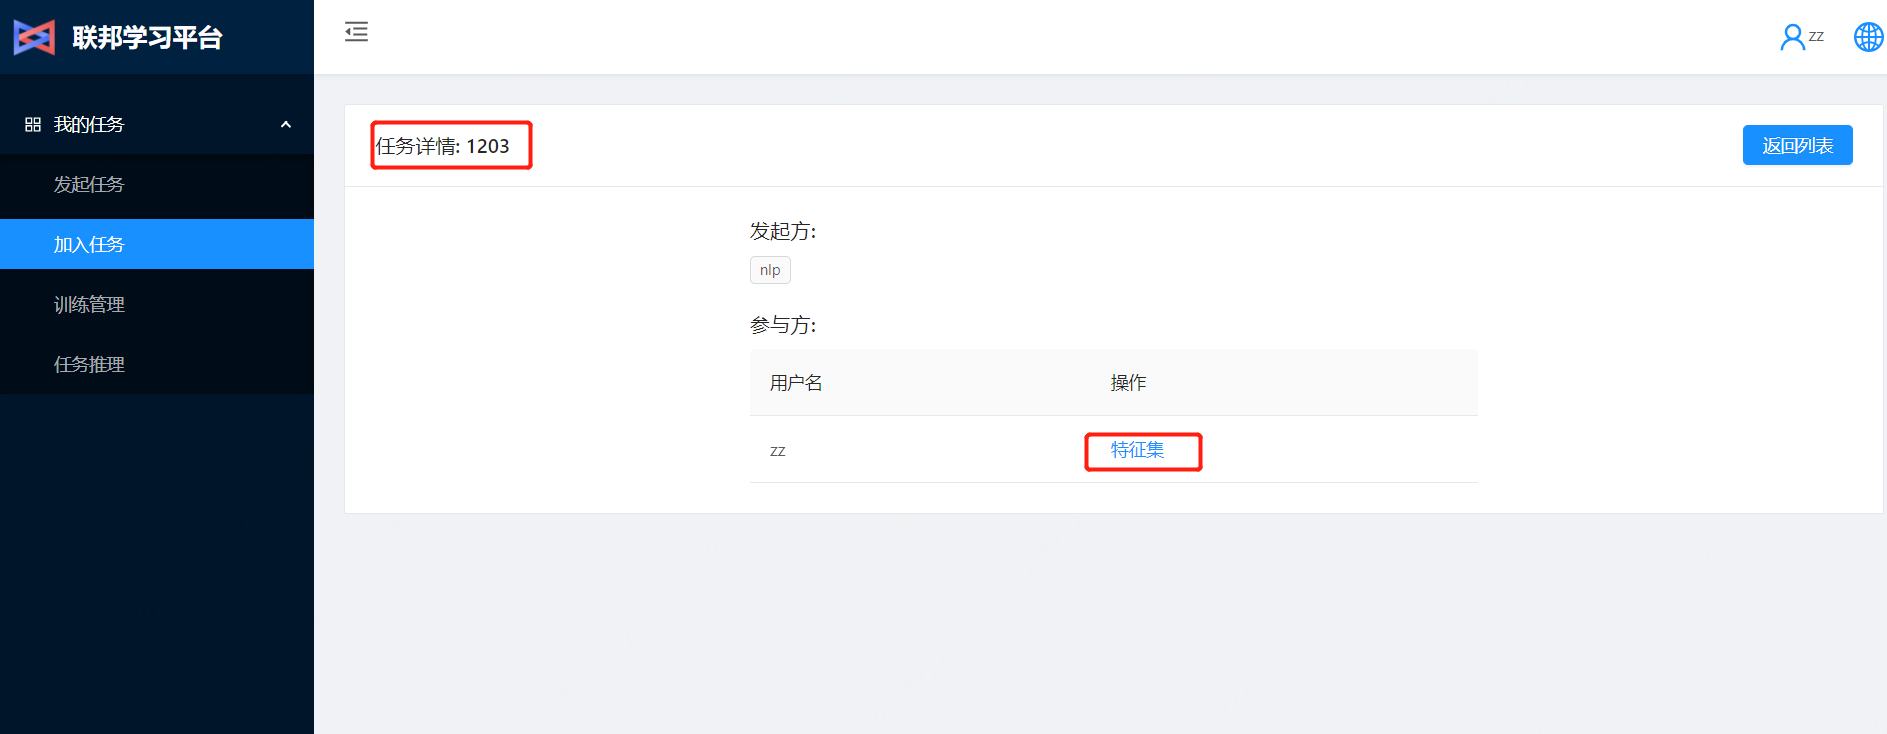 联邦学习平台
zz
我的任务
发起任务
加入任务
训练管理
任务推理
任务详情: 1203
返回列表
发起方:
nlp
参与方:
用户名 操作
zz 特征集